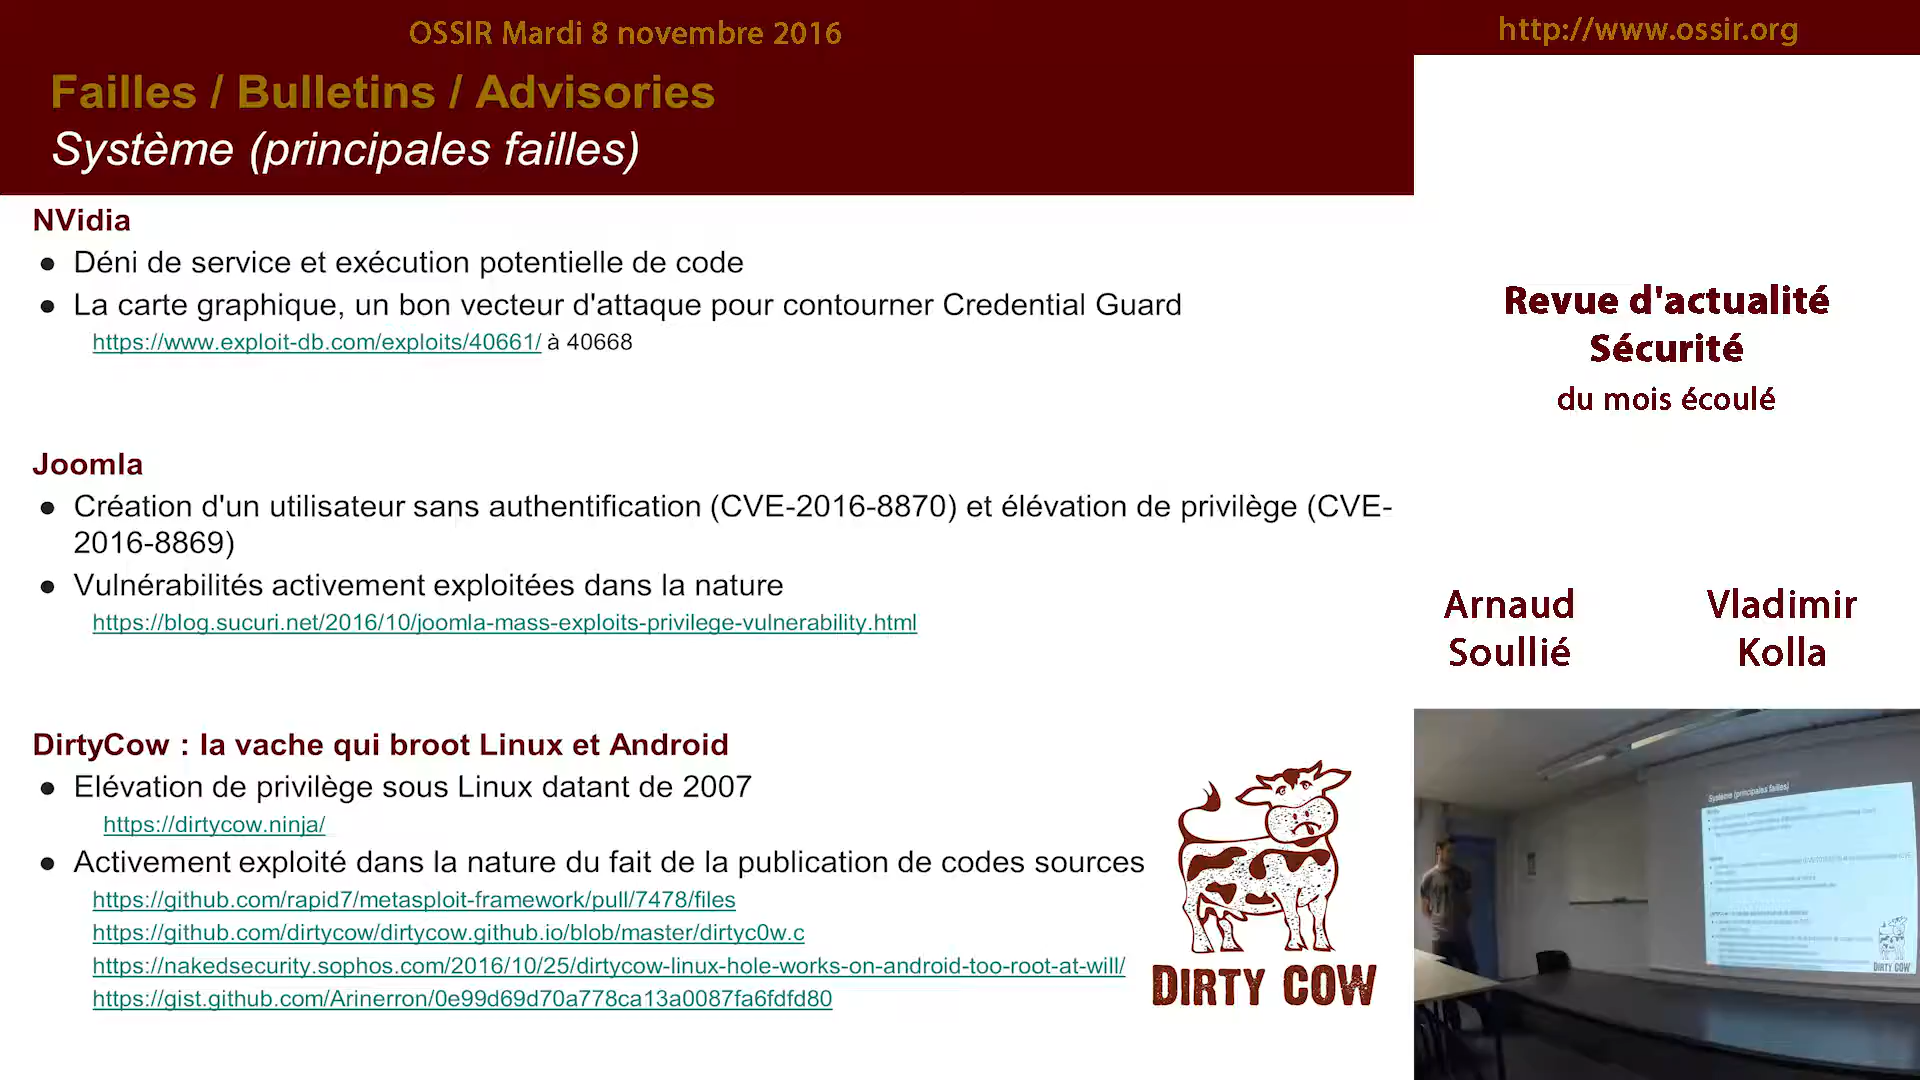 OSSIR Mardi 8 novembre 2016
http://www.ossir.org
Failles / Bulletins / Advisories
Système (principales failles)
NVidia
● Déni de service et exécution potentielle de code
● La carte graphique, un bon vecteur d'attaque pour contourner Credential Guard
https://www.exploit-db.com/exploits/40661/ à 40668
Joomla
● Création d'un utilisateur sans authentification (CVE-2016-8870) et élévation de privilège (CVE-
2016-8869)
● Vulnérabilités activement exploitées dans la nature
https://blog.sucuri.net/2016/10/joomla-mass-exploits-privilege-vulnerability.html
DirtyCow : la vache qui broot Linux et Android
● Elévation de privilège sous Linux datant de 2007
https://dirtycow.ninja/
● Activement exploité dans la nature du fait de la publication de codes sources
https://github.com/rapid7/metasploit-framework/pull/7478/files
https://github.com/dirtycow/dirtycow.github.io/blob/master/dirtyc0w.c
https://nakedsecurity.sophos.com/2016/10/25/dirtycow-linux-hole-works-on-android-too-root-at-will/
https://gist.github.com/Arinerron/0e99d69d70a778ca13a0087fa6fdfd80
DIRTY COW
Revue d'actualité
Sécurité
du mois écoulé
Arnaud
Soullié
Vladimir
Kolla
Système (principales failles)
DIRTY COW